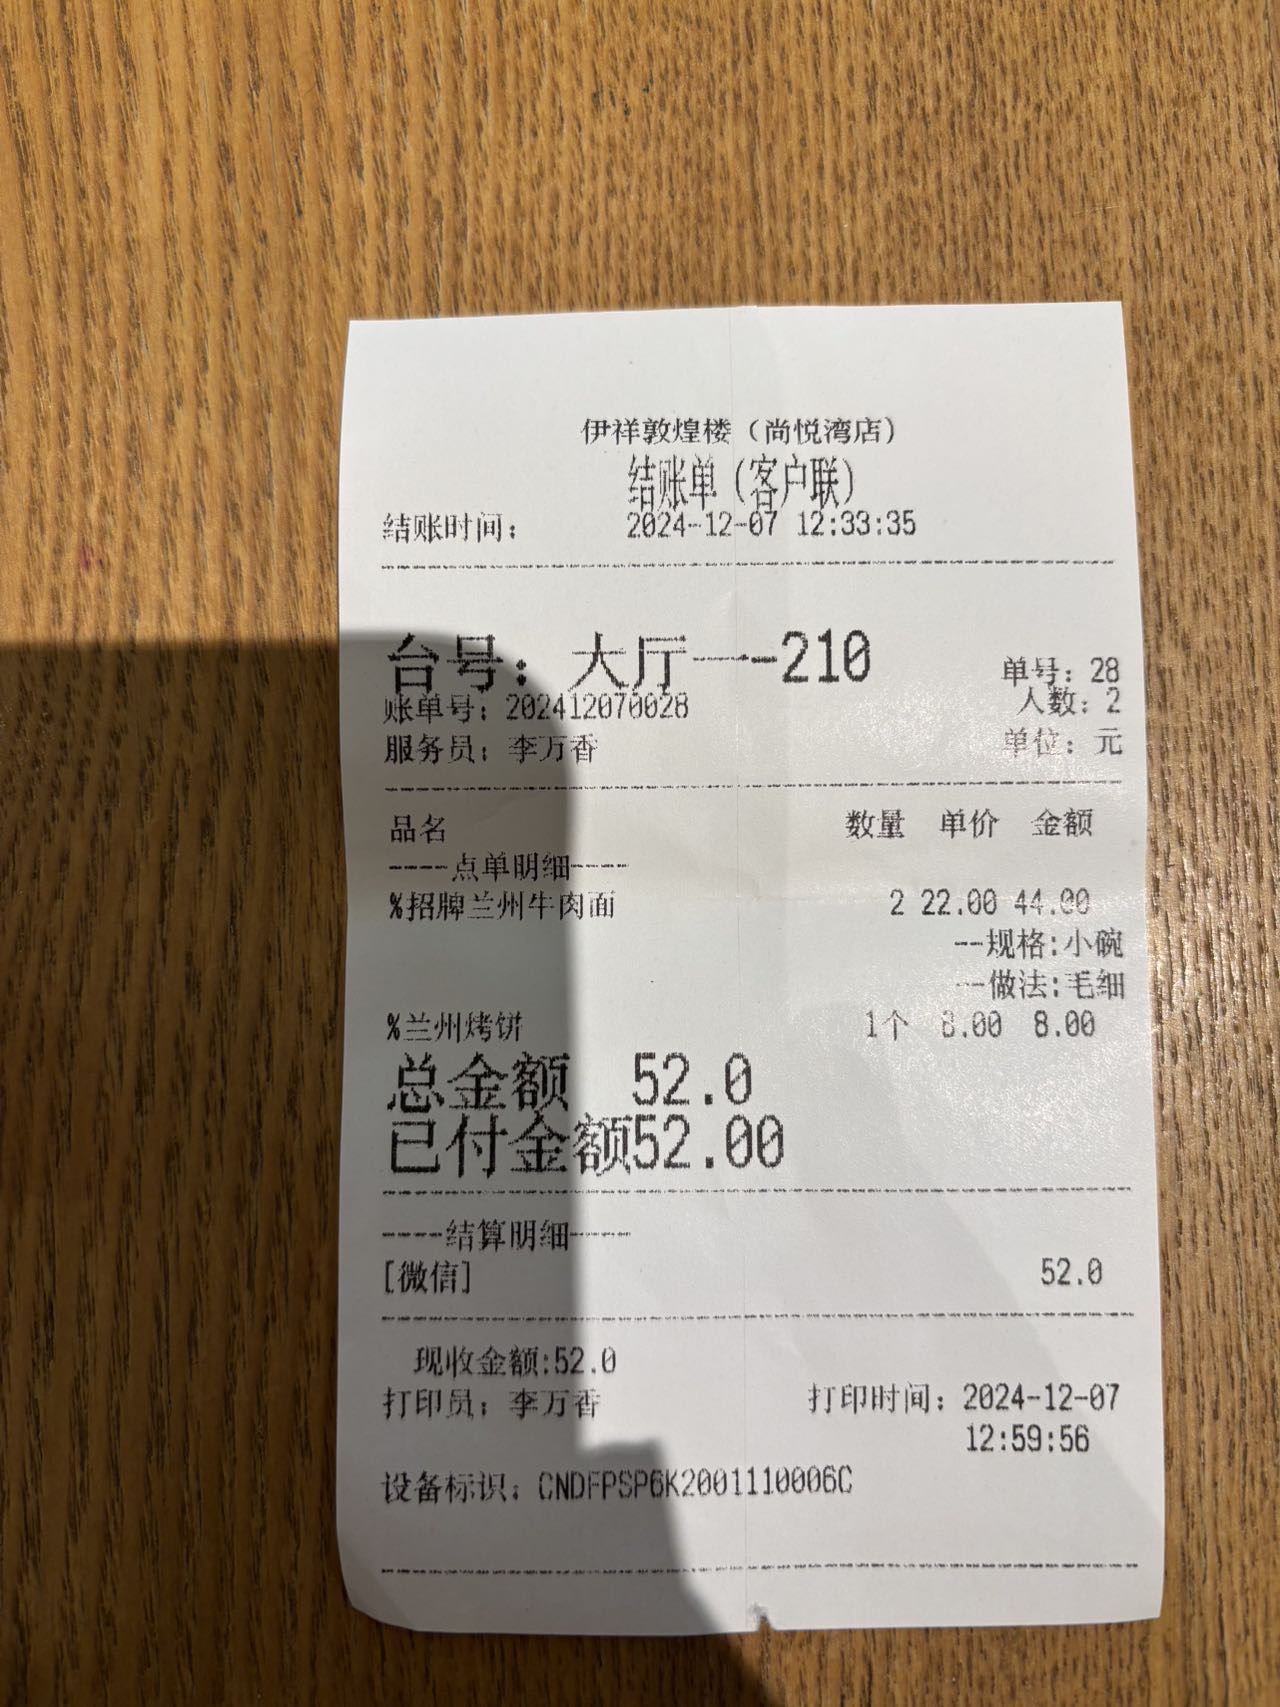 伊祥敦煌楼（尚悦湾店）
结账单（客户联）
结账时间： 2024-12-07 12:33:35
台号： 大厅一-210 单号：28
账单号：202412070028 人数：2
服务员：李万香 单位：元
品名 数量 单价 金额
----点单明细----
%招牌兰州牛肉面 2 22.00 44.00
--规格:小碗
--做法:毛细
%兰州烤饼 1个 8.00 8.00
总金额 52.0
已付金额52.00
----结算明细----
[微信] 52.0
现收金额:52.0
打印员：李万香 打印时间：2024-12-07
12:59:56
设备标识：CNDFPSP6K2001110006C